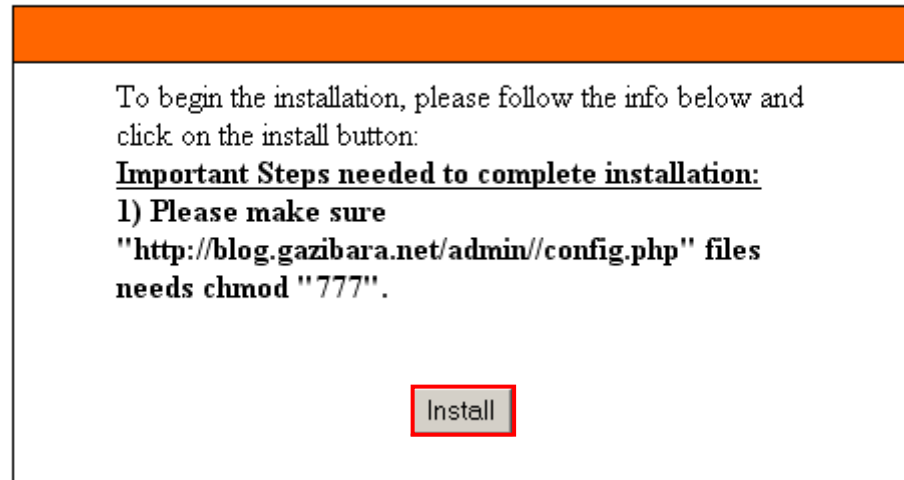 To begin the installation, please follow the info below and
click on the install button:
Important Steps needed to complete installation:
1) Please make sure
"http://blog.gazibara.net/admin//config.php" files
needs chmod "777".
Install